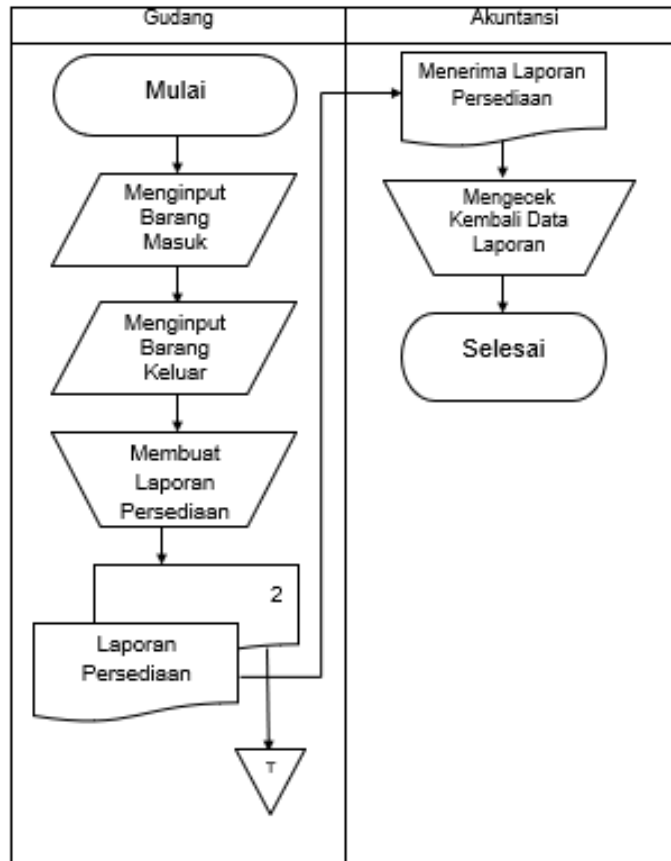 Gudang
Akuntansi
Mulai
Menginput
Barang
Masuk
Menginput
Barang
Keluar
Membuat
Laporan
Persediaan
2
Laporan
Persediaan
T
Menerima Laporan
Persediaan
Mengecek
Kembali Data
Laporan
Selesai